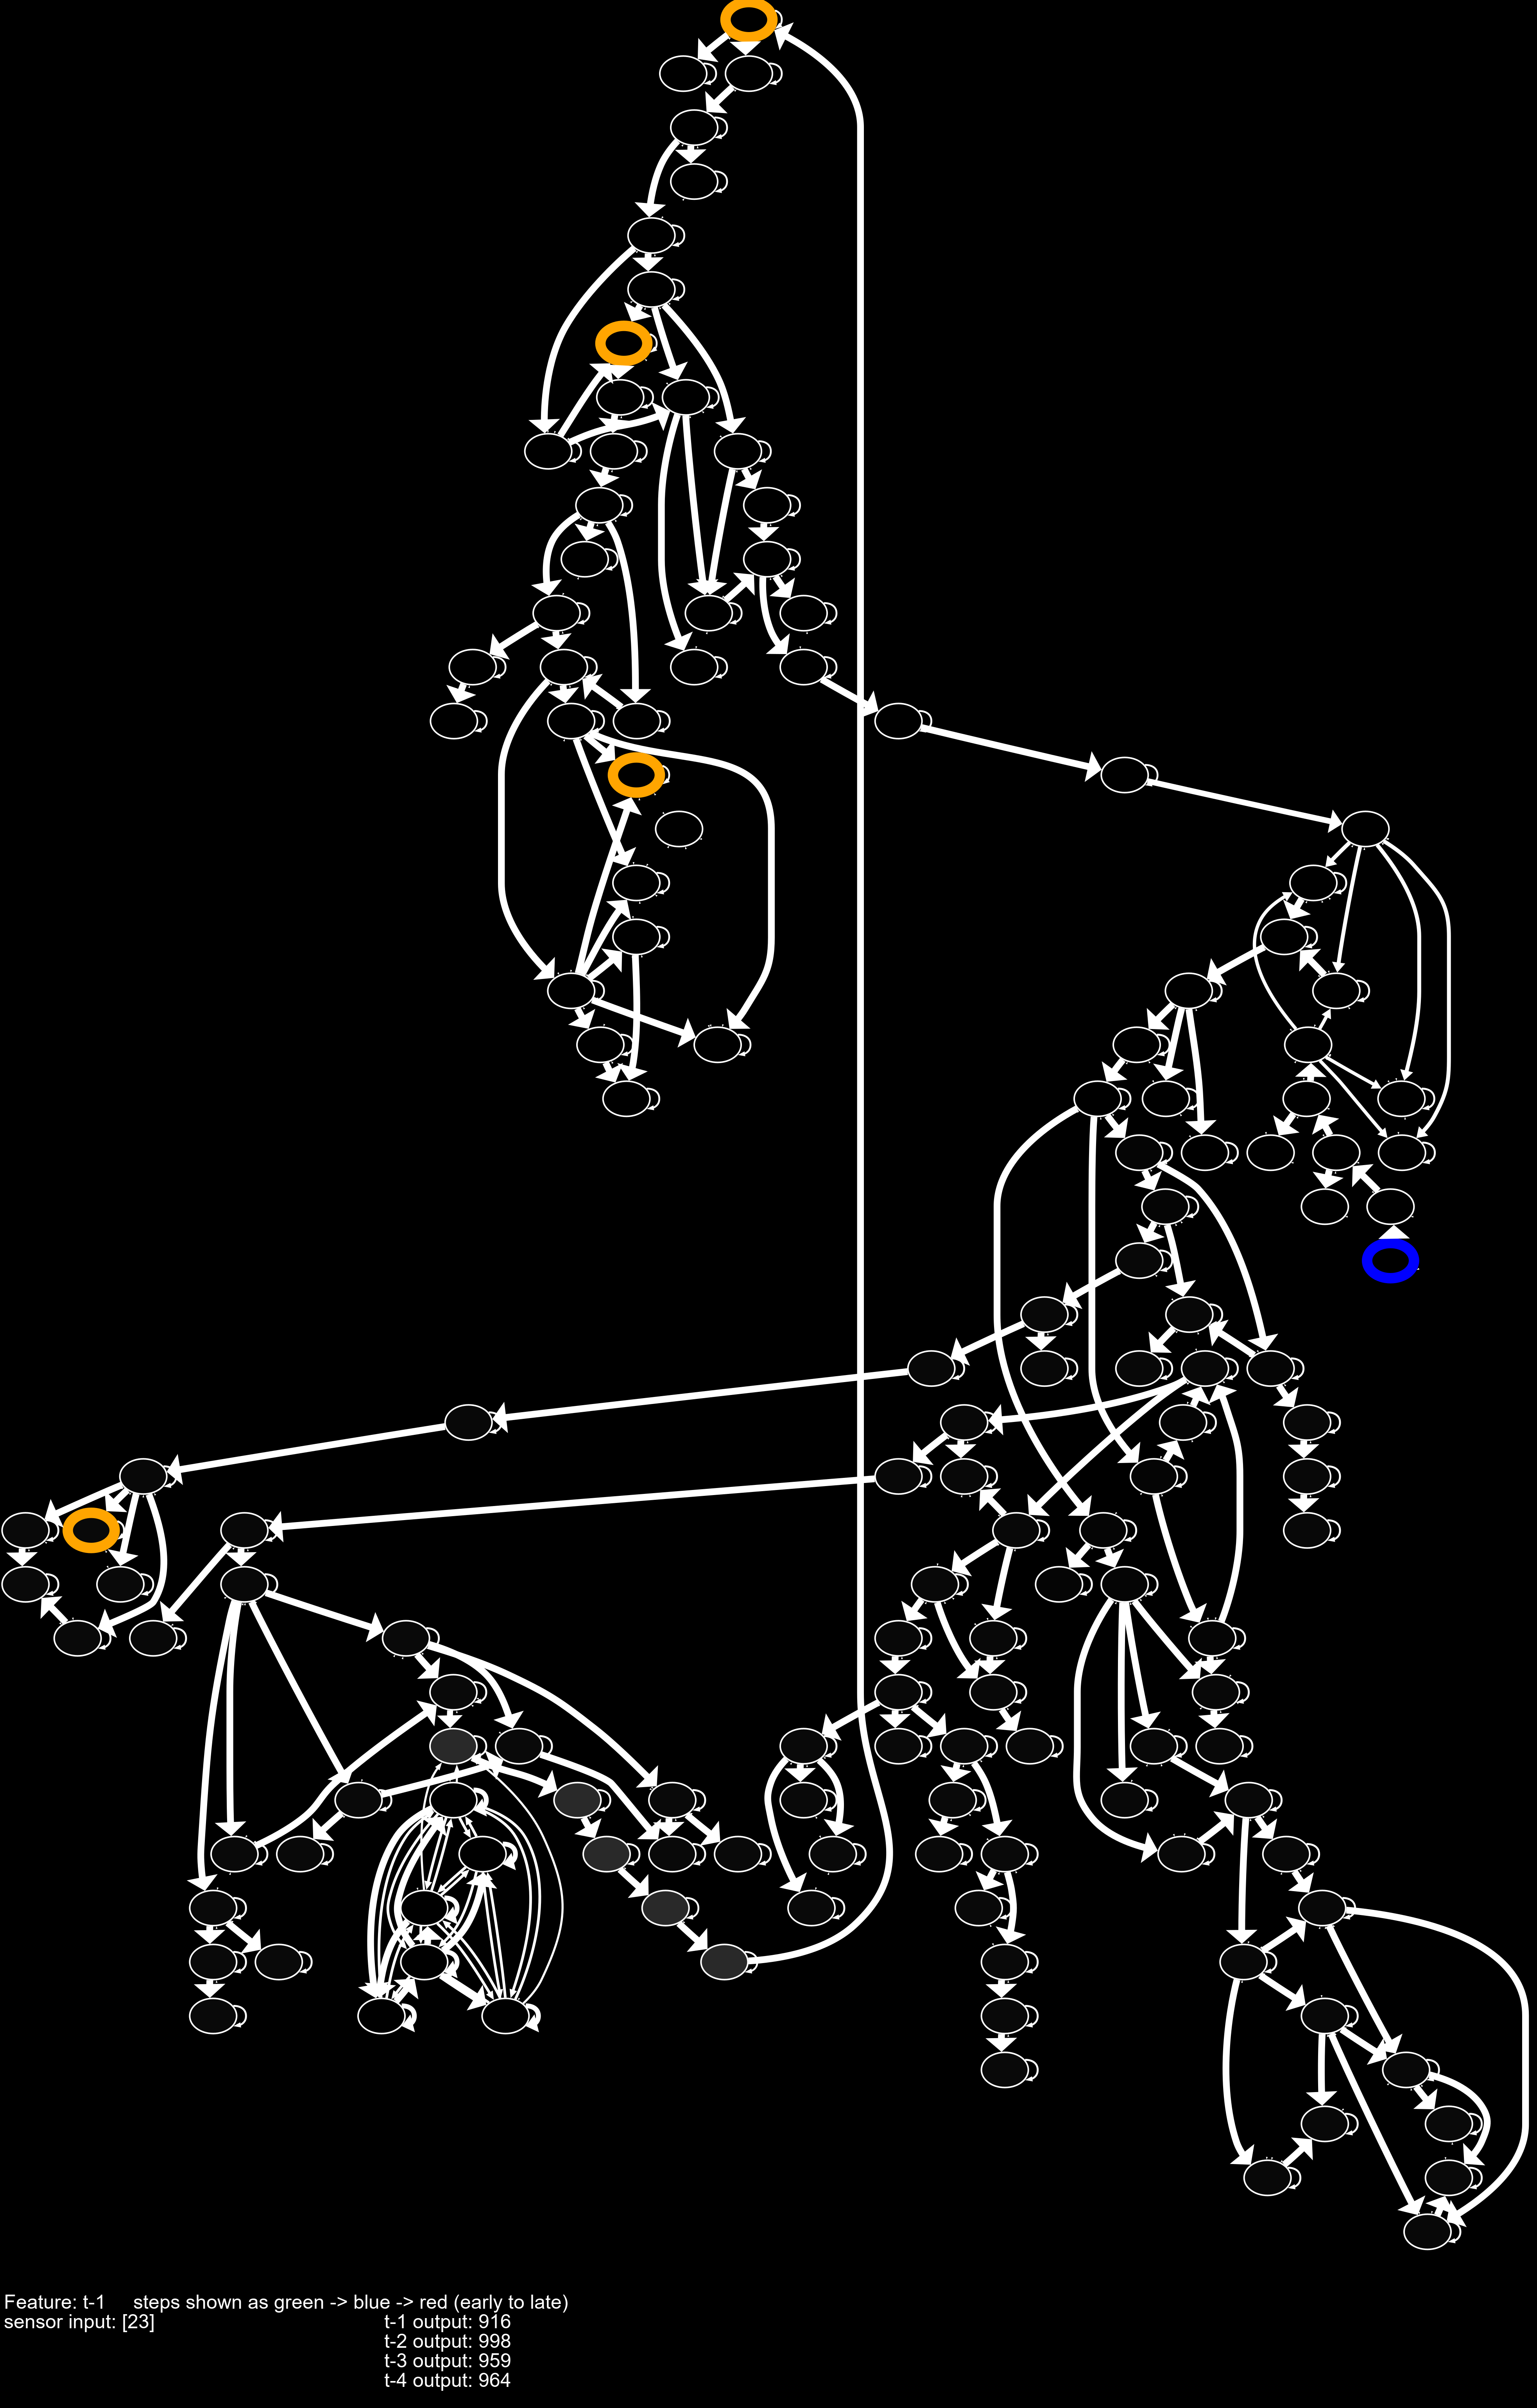 Feature: t-1     steps shown as green -> blue -> red (early to late)
sensor input: [23]     t-1 output: 916
t-2 output: 998
t-3 output: 959
t-4 output: 964